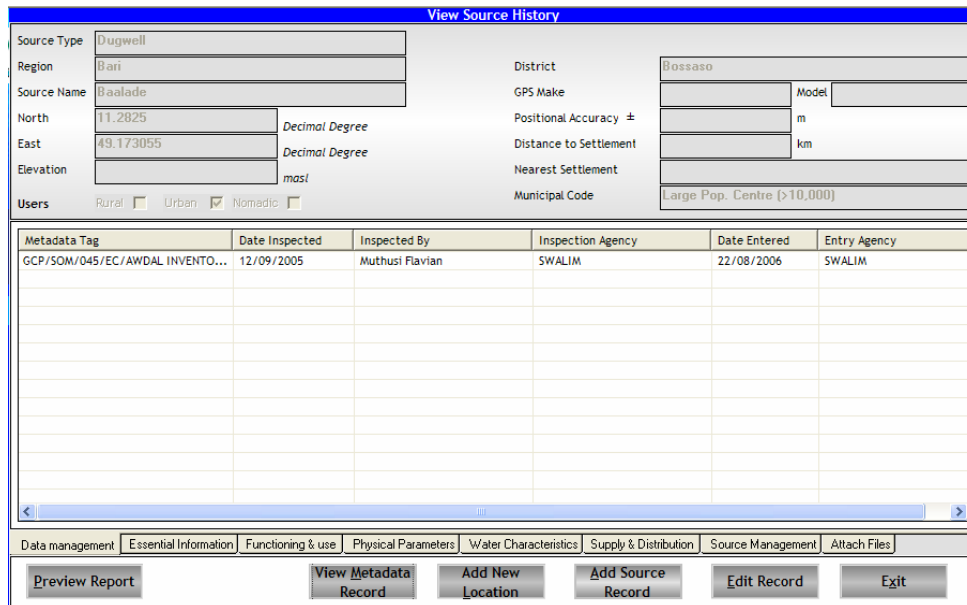 View Source History
Source Type Dugwell
Region Bari District Bossaso
Source Name Baalade GPS Make Model
North 11.2825 Decimal Degree Positional Accuracy ± m
East 49.173055 Decimal Degree Distance to Settlement km
Elevation masl Nearest Settlement
Users Rural Urban Nomadic Municipal Code Large Pop. Centre (>10,000)
Metadata Tag Date Inspected Inspected By Inspection Agency Date Entered Entry Agency
GCP/SOM/045/EC/AWDAL INVENTO... 12/09/2005 Muthusi Flavian SWALIM 22/08/2006 SWALIM
Data management Essential Information Functioning & use Physical Parameters Water Characteristics Supply & Distribution Source Management Attach Files
Preview Report View Metadata Record Add New Location Add Source Record Edit Record Exit